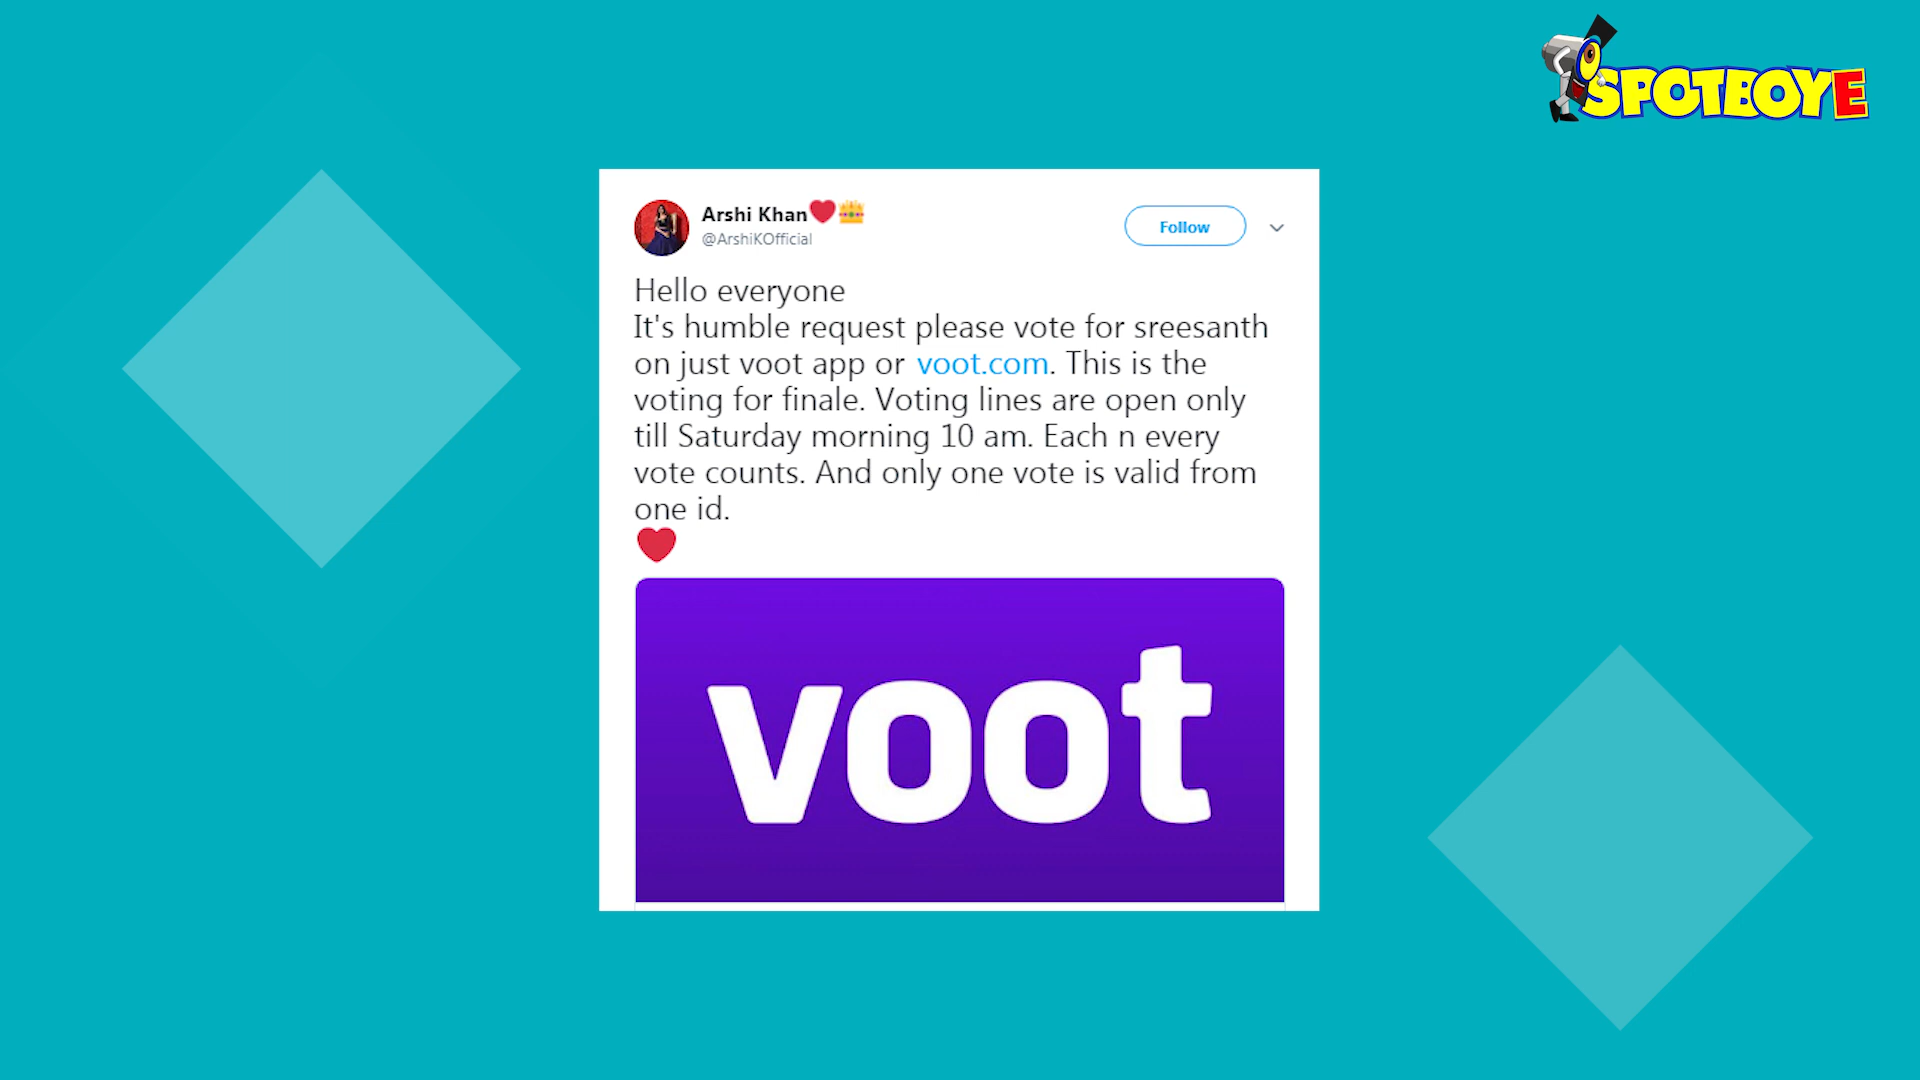 SPOTBOYE
Arshi Khan❤️👑
@ArshiKOfficial
Follow
Hello everyone
It's humble request please vote for sreesanth
on just voot app or voot.com. This is the
voting for finale. Voting lines are open only
till Saturday morning 10 am. Each n every
vote counts. And only one vote is valid from
one id.
❤️
voot